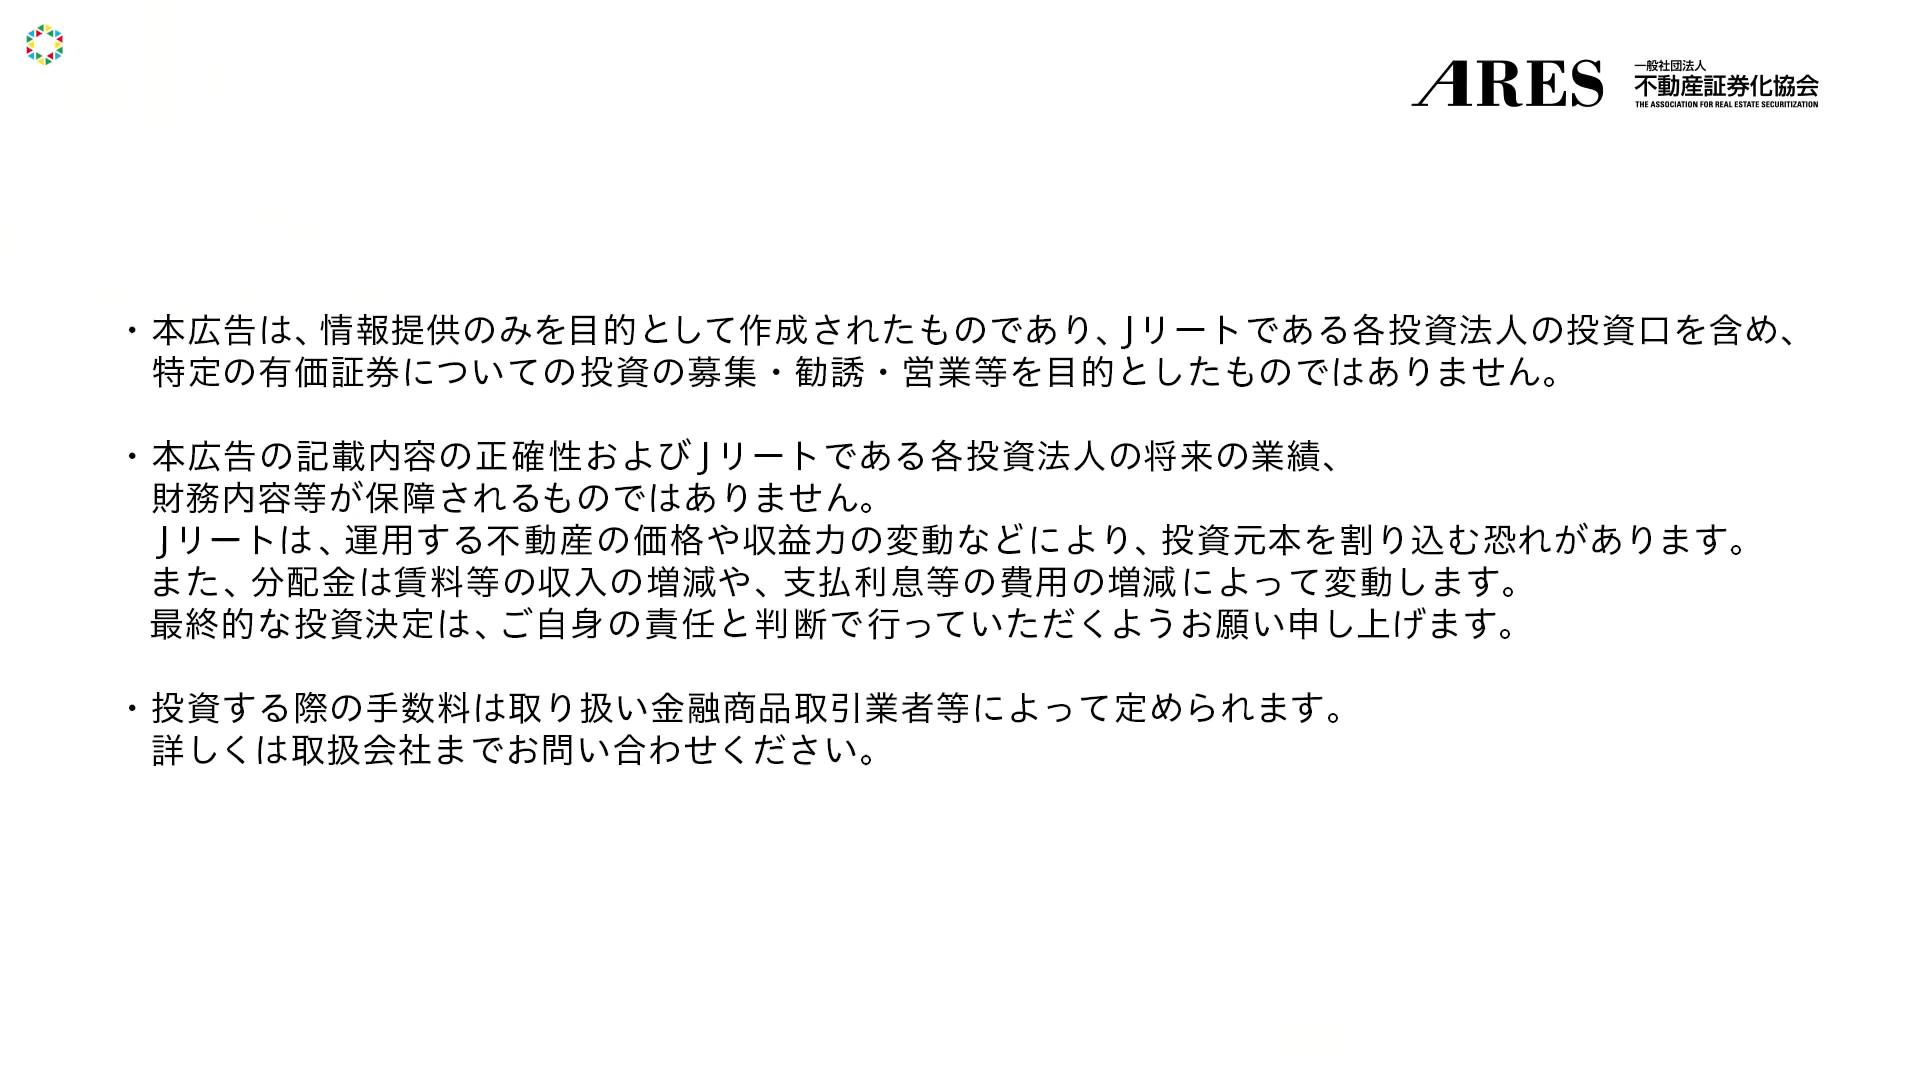 ARES
一般社団法人
不動産証券化協会
THE ASSOCIATION FOR REAL ESTATE SECURITIZATION
・本広告は、情報提供のみを目的として作成されたものであり、Jリートである各投資法人の投資口を含め、
特定の有価証券についての投資の募集・勧誘・営業等を目的としたものではありません。
・本広告の記載内容の正確性およびJリートである各投資法人の将来の業績、
財務内容等が保障されるものではありません。
Jリートは、運用する不動産の価格や収益力の変動などにより、投資元本を割り込む恐れがあります。
また、分配金は賃料等の収入の増減や、支払利息等の費用の増減によって変動します。
最終的な投資決定は、ご自身の責任と判断で行っていただくようお願い申し上げます。
・投資する際の手数料は取り扱い金融商品取引業者等によって定められます。
詳しくは取扱会社までお問い合わせください。